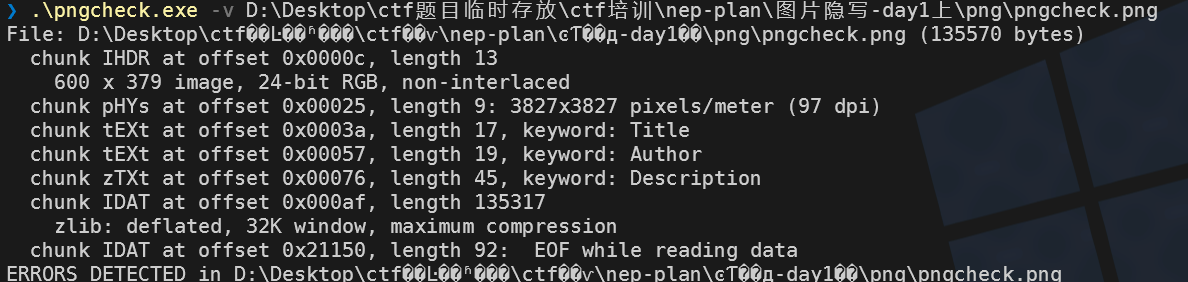 ❯ .\pngcheck.exe -v D:\Desktop\ctf题目临时存放\ctf培训\nep-plan\图片隐写-day1上\png\pngcheck.png
File: D:\Desktop\ctf��Ŀ��ʱ���\ctf��ѵ\nep-plan\ͼƬ��д-day1��\png\pngcheck.png (135570 bytes)
  chunk IHDR at offset 0x0000c, length 13
    600 x 379 image, 24-bit RGB, non-interlaced
  chunk pHYs at offset 0x00025, length 9: 3827x3827 pixels/meter (97 dpi)
  chunk tEXt at offset 0x0003a, length 17, keyword: Title
  chunk tEXt at offset 0x00057, length 19, keyword: Author
  chunk zTXt at offset 0x00076, length 45, keyword: Description
  chunk IDAT at offset 0x000af, length 135317
    zlib: deflated, 32K window, maximum compression
  chunk IDAT at offset 0x21150, length 92:  EOF while reading data
ERRORS DETECTED in D:\Desktop\ctf��Ŀ��ʱ���\ctf��ѵ\nep-plan\ͼƬ��д-day1��\png\pngcheck.png